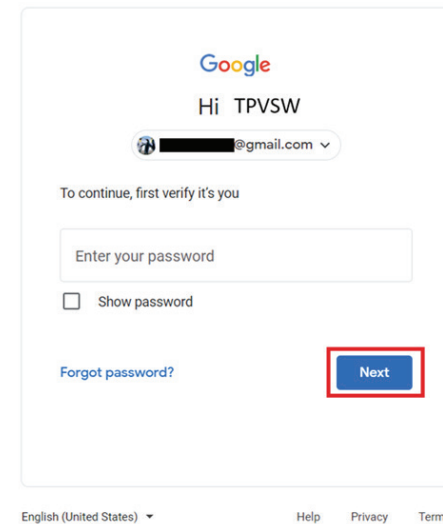 Google
Hi TPVSW
@gmail.com
To continue, first verify it's you
Enter your password
Show password
Forgot password?
Next
English (United States)
Help Privacy Term